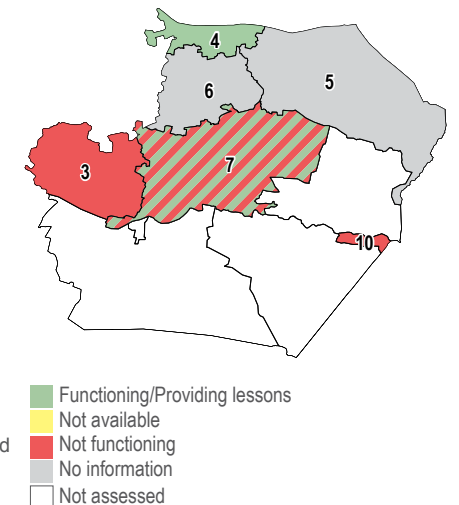 4
6
5
3
7
10
Functioning/Providing lessons
Not available
d Not functioning
No information
Not assessed